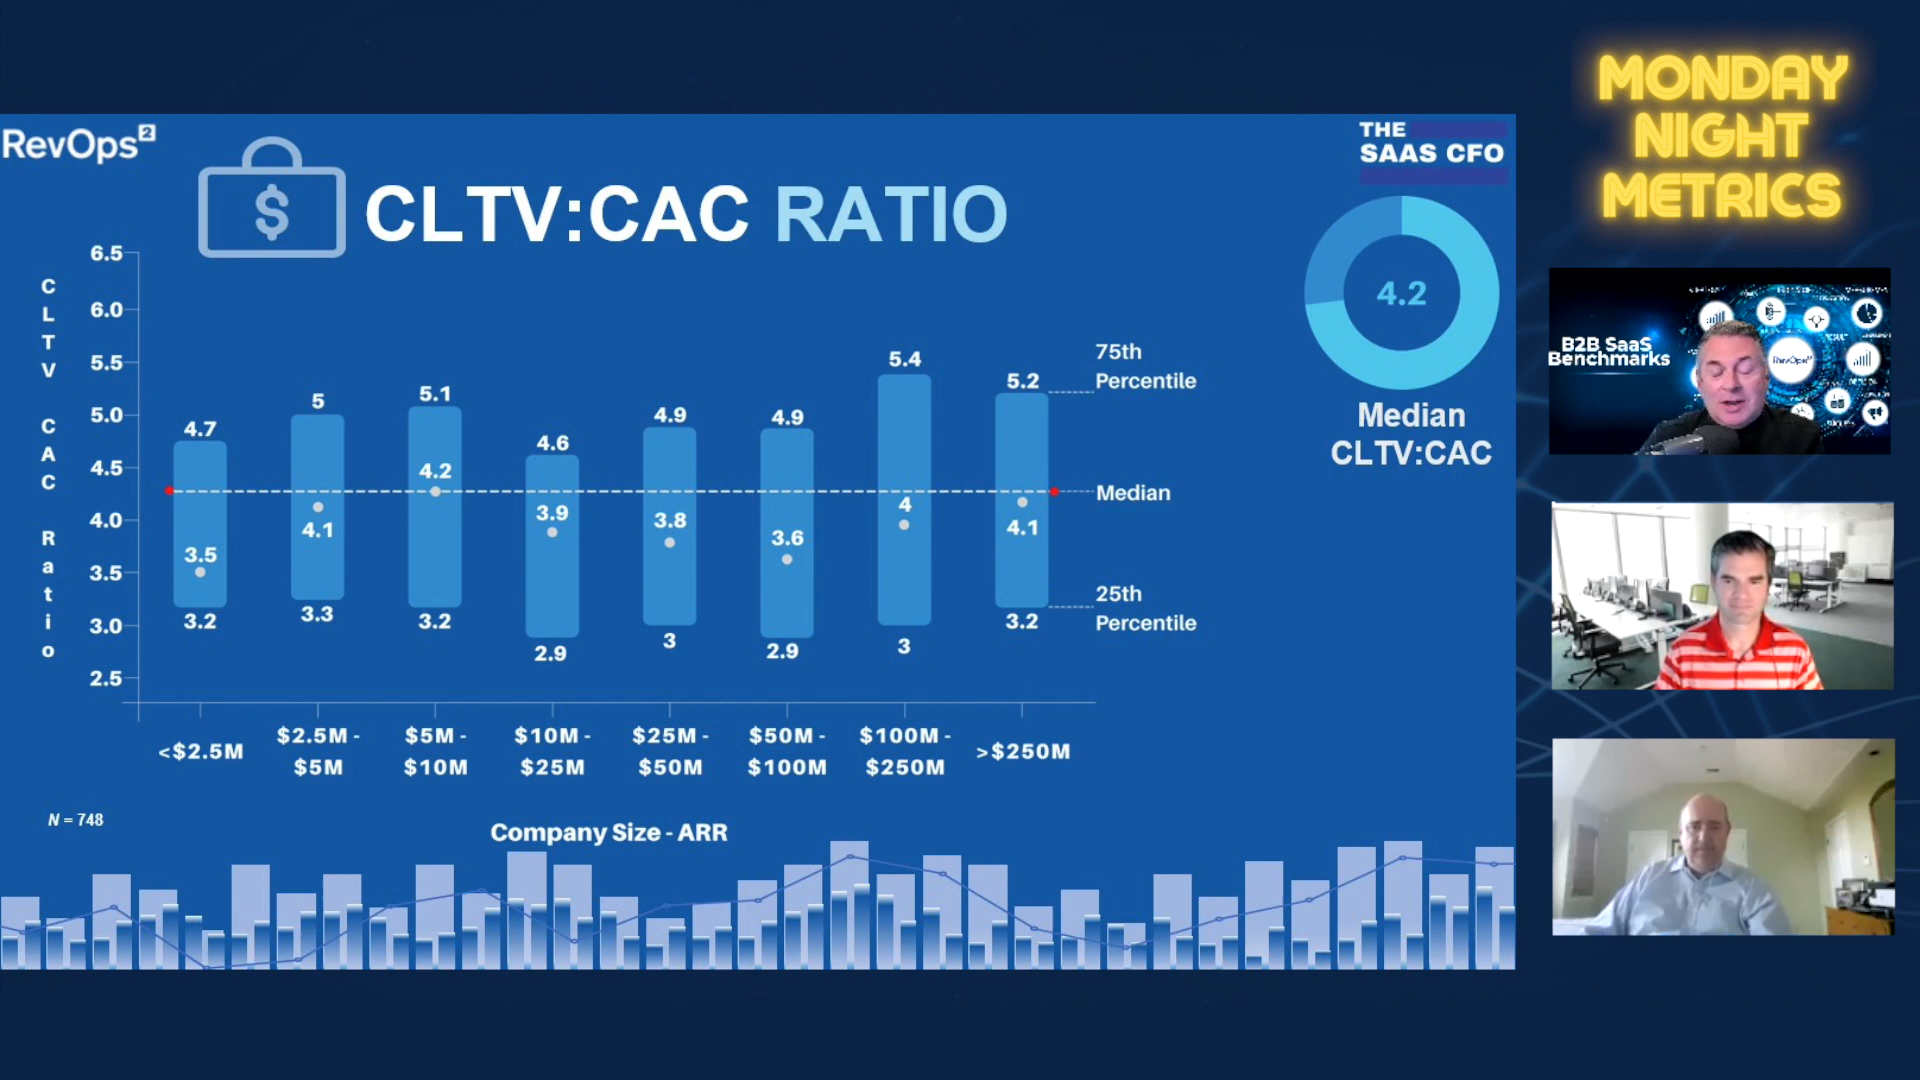 RevOps2
THE
SAAS CFO
CLTV:CAC RATIO
MONDAY
NIGHT
METRICS
CLTV CAC Ratio
6.5
6.0
5.5
5.0
4.5
4.0
3.5
3.0
2.5
4.7
3.5
3.2
5
4.1
3.3
5.1
4.2
3.2
4.6
3.9
2.9
4.9
3.8
3
4.9
3.6
2.9
5.4
4
3
5.2
4.1
3.2
75th
Percentile
Median
25th
Percentile
4.2
Median
CLTV:CAC
<$2.5M
$2.5M -
$5M
$5M -
$10M
$10M -
$25M
$25M -
$50M
$50M -
$100M
$100M -
$250M
>$250M
N = 748
Company Size - ARR
B2B SaaS
Benchmarks
RevOps2